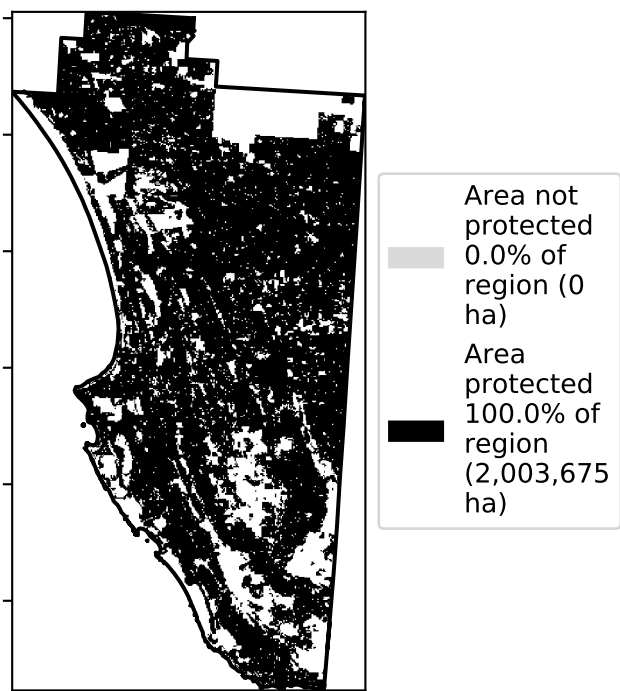 Area not
protected
0.0% of
region (0
ha)
Area
protected
100.0% of
region
(2,003,675
ha)